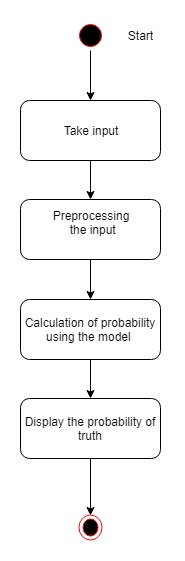 Start
Take input
Preprocessing
the input
Calculation of probability
using the model
Display the probability of
truth